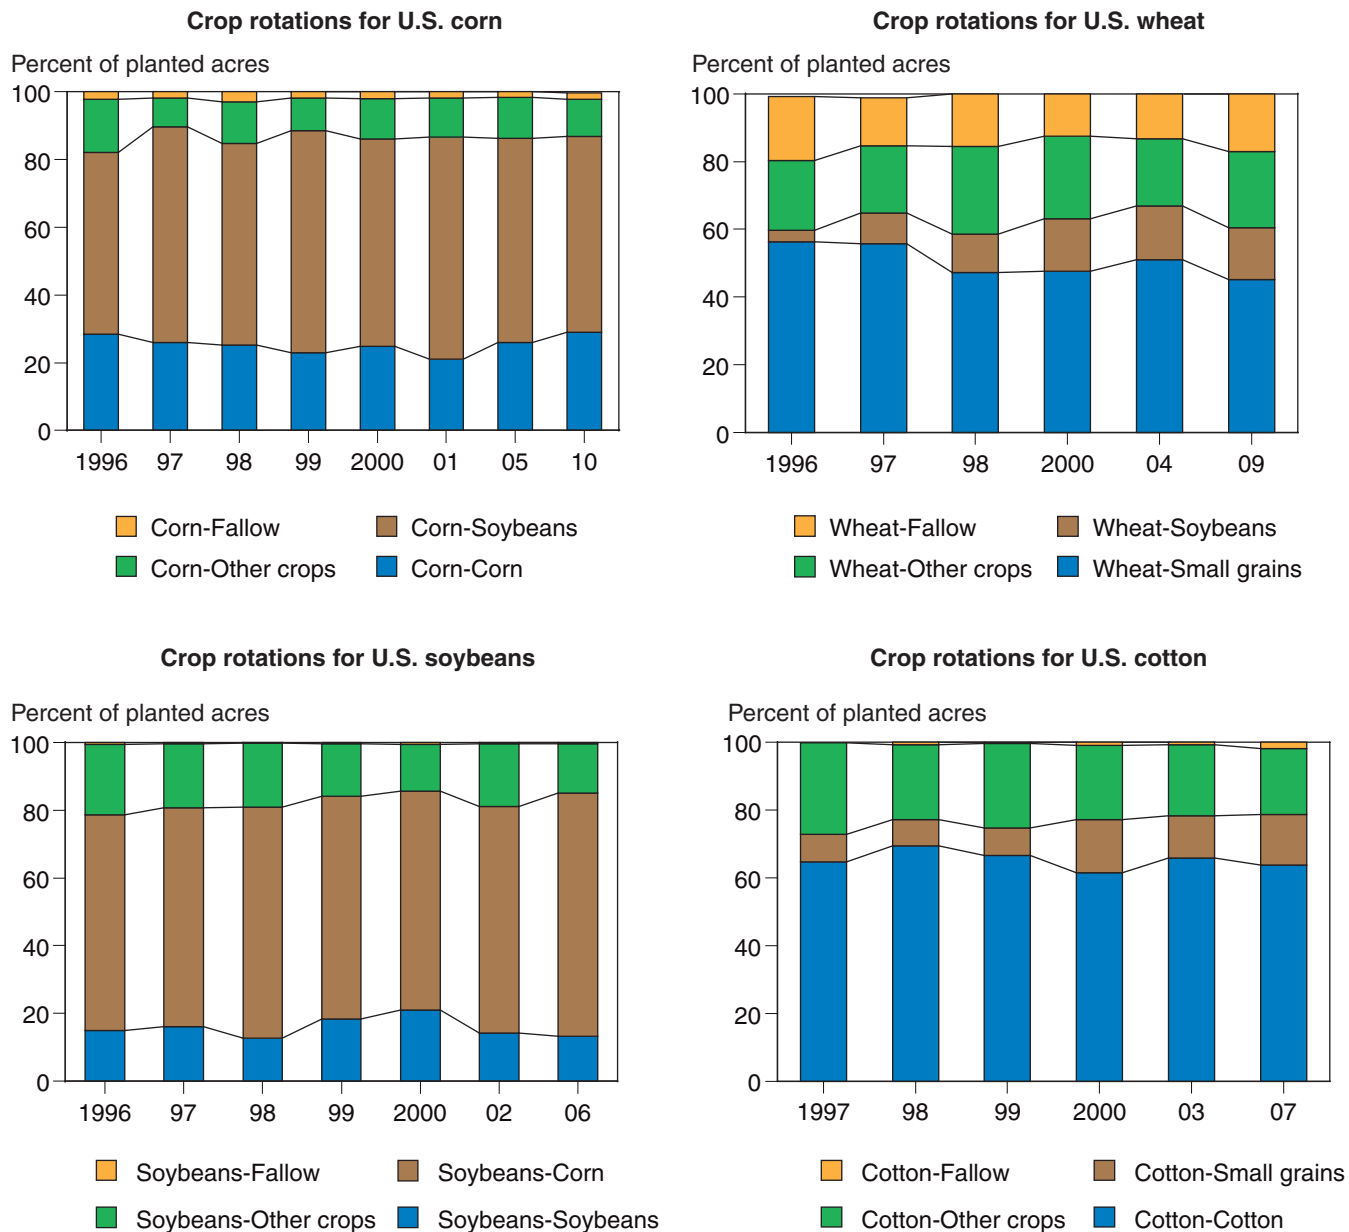 Crop rotations for U.S. corn
Percent of planted acres
100
80
60
40
20
0
1996 97 98 99 2000 01 05 10
Corn-Fallow Corn-Soybeans
Corn-Other crops Corn-Corn
Crop rotations for U.S. wheat
Percent of planted acres
100
80
60
40
20
0
1996 97 98 2000 04 09
Wheat-Fallow Wheat-Soybeans
Wheat-Other crops Wheat-Small grains
Crop rotations for U.S. soybeans
Percent of planted acres
100
80
60
40
20
0
1996 97 98 99 2000 02 06
Soybeans-Fallow Soybeans-Corn
Soybeans-Other crops Soybeans-Soybeans
Crop rotations for U.S. cotton
Percent of planted acres
100
80
60
40
20
0
1997 98 99 2000 03 07
Cotton-Fallow Cotton-Small grains
Cotton-Other crops Cotton-Cotton